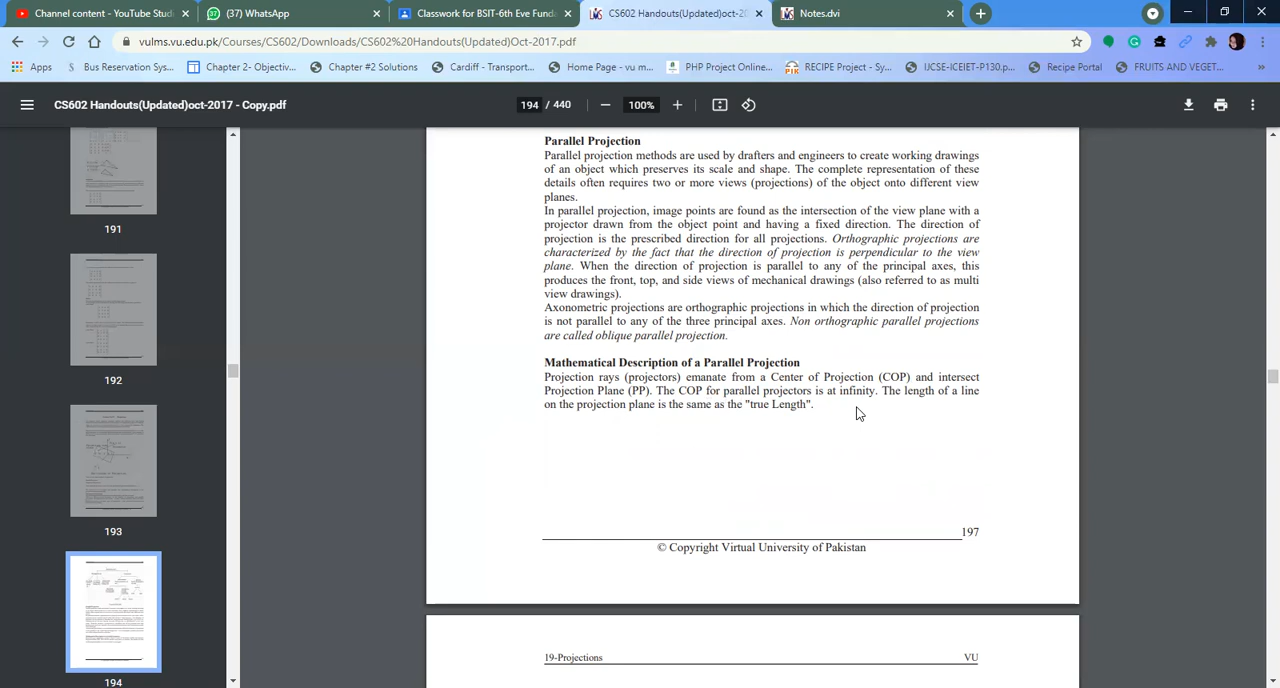 Channel content - YouTube Stud
(37) WhatsApp
Classwork for BSIT-6th Eve Fund
CS602 Handouts(Updated)oct-20
Notes.dvi
vulms.vu.edu.pk/Courses/CS602/Downloads/CS602%20Handouts(Updated)Oct-2017.pdf
Apps
Bus Reservation Sy...
Chapter 2- Objectiv...
Chapter #2 Solutions
Cardiff - Transport...
Home Page - vu m...
PHP Project Online...
RECIPE Project - Sy...
IJCSE-ICEIET-P130.p...
Recipe Portal
FRUITS AND VEGET...
CS602 Handouts(Updated)oct-2017 - Copy.pdf
194 / 440
100%
191
192
193
194
Parallel Projection
Parallel projection methods are used by drafters and engineers to create working drawings
of an object which preserves its scale and shape. The complete representation of these
details often requires two or more views (projections) of the object onto different view
planes.
In parallel projection, image points are found as the intersection of the view plane with a
projector drawn from the object point and having a fixed direction. The direction of
projection is the prescribed direction for all projections. Orthographic projections are
characterized by the fact that the direction of projection is perpendicular to the view
plane. When the direction of projection is parallel to any of the principal axes, this
produces the front, top, and side views of mechanical drawings (also referred to as multi
view drawings).
Axonometric projections are orthographic projections in which the direction of projection
is not parallel to any of the three principal axes. Non orthographic parallel projections
are called oblique parallel projection.
Mathematical Description of a Parallel Projection
Projection rays (projectors) emanate from a Center of Projection (COP) and intersect
Projection Plane (PP). The COP for parallel projectors is at infinity. The length of a line
on the projection plane is the same as the "true Length".
197
© Copyright Virtual University of Pakistan
19-Projections
VU